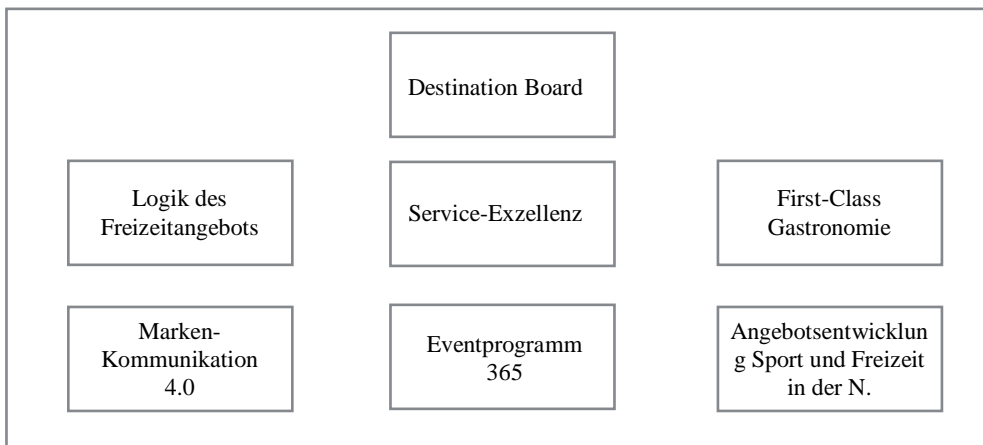 Destination Board
Logik des
Freizeitangebots
Service-Exzellenz
First-Class
Gastronomie
Marken-
Kommunikation
4.0
Eventprogramm
365
Angebotsentwicklun
g Sport und Freizeit
in der N.